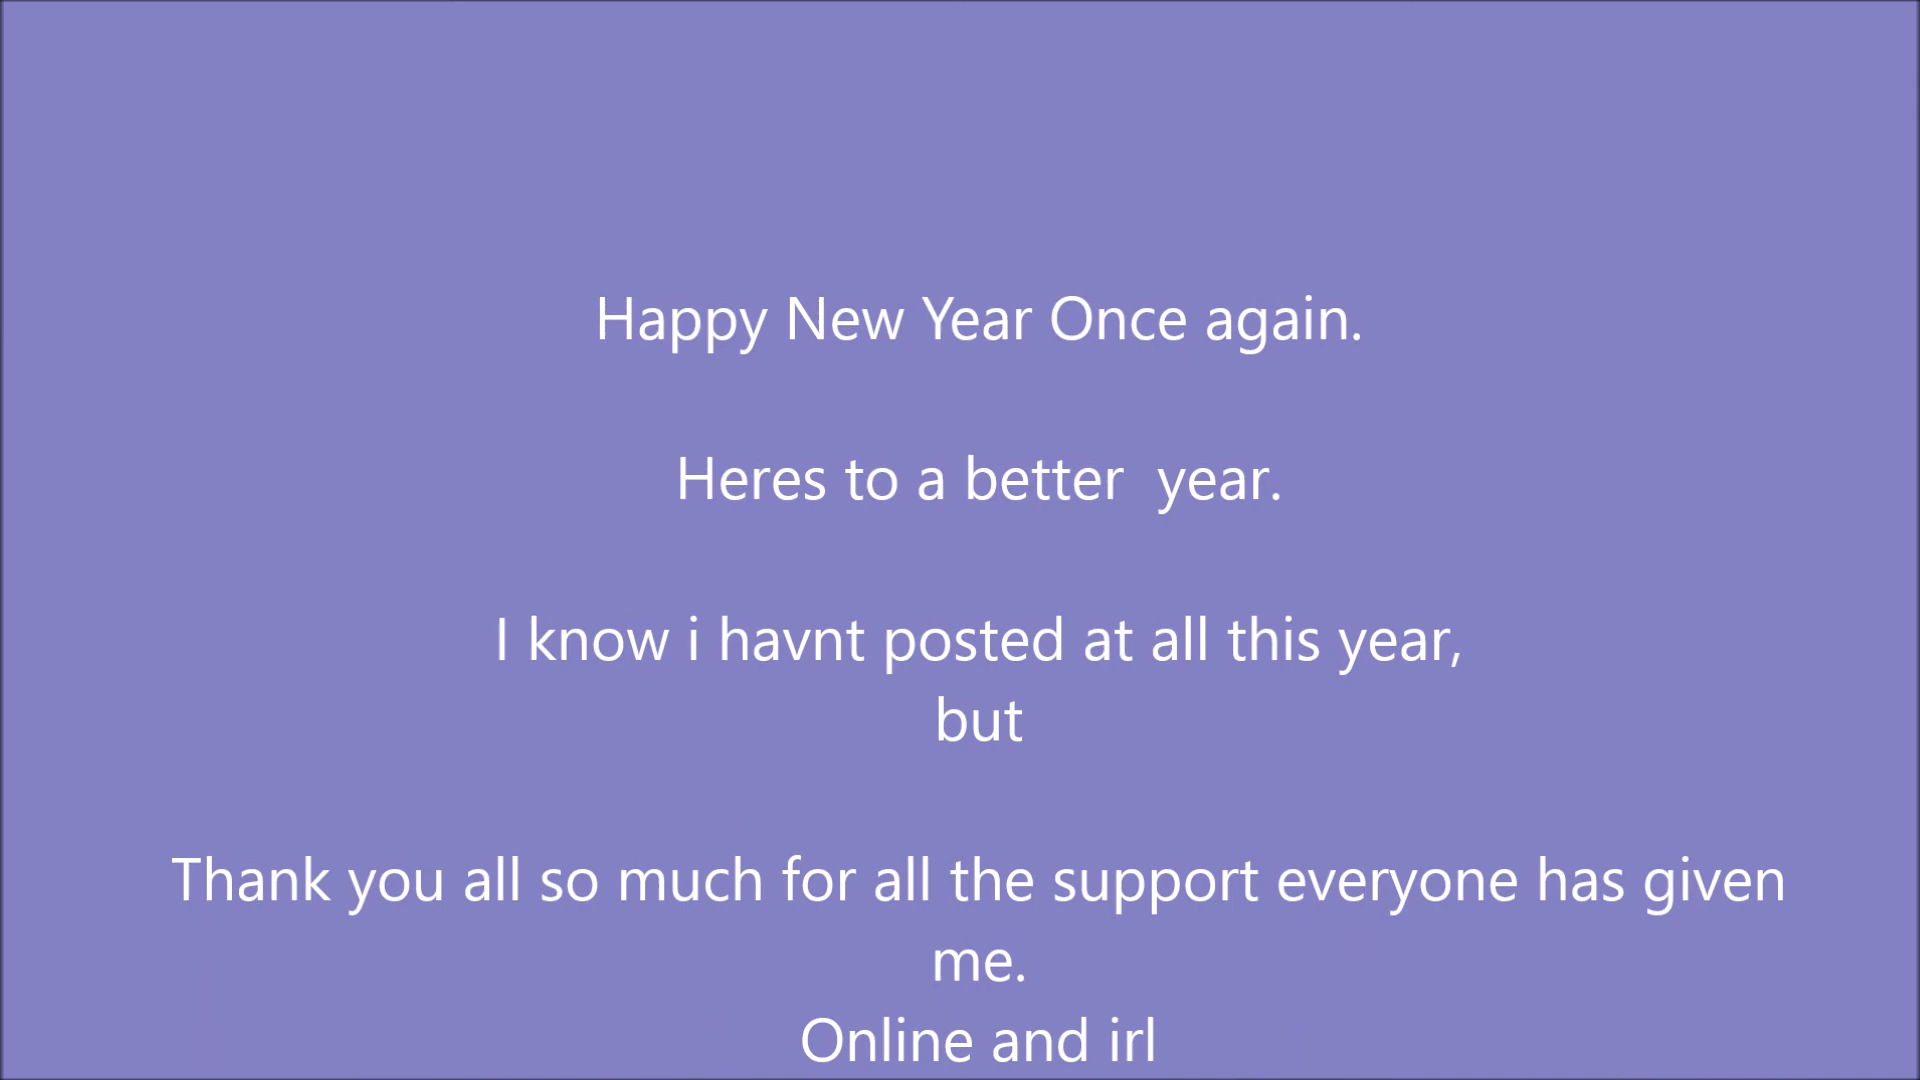 Happy New Year Once again.
Heres to a better  year.
I know i havnt posted at all this year,
but
Thank you all so much for all the support everyone has given
me.
Online and irl